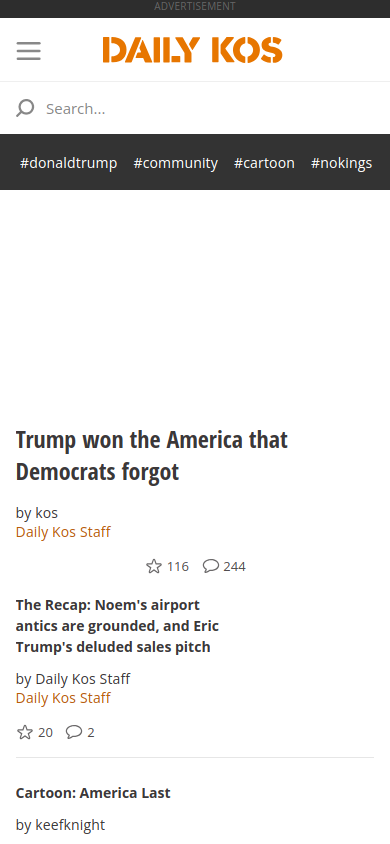 ADVERTISEMENT
DAILY KOS
Search...
#donaldtrump #community #cartoon #nokings
Trump won the America that
Democrats forgot
by kos
Daily Kos Staff
116 244
The Recap: Noem's airport
antics are grounded, and Eric
Trump's deluded sales pitch
by Daily Kos Staff
Daily Kos Staff
20 2
Cartoon: America Last
by keefknight